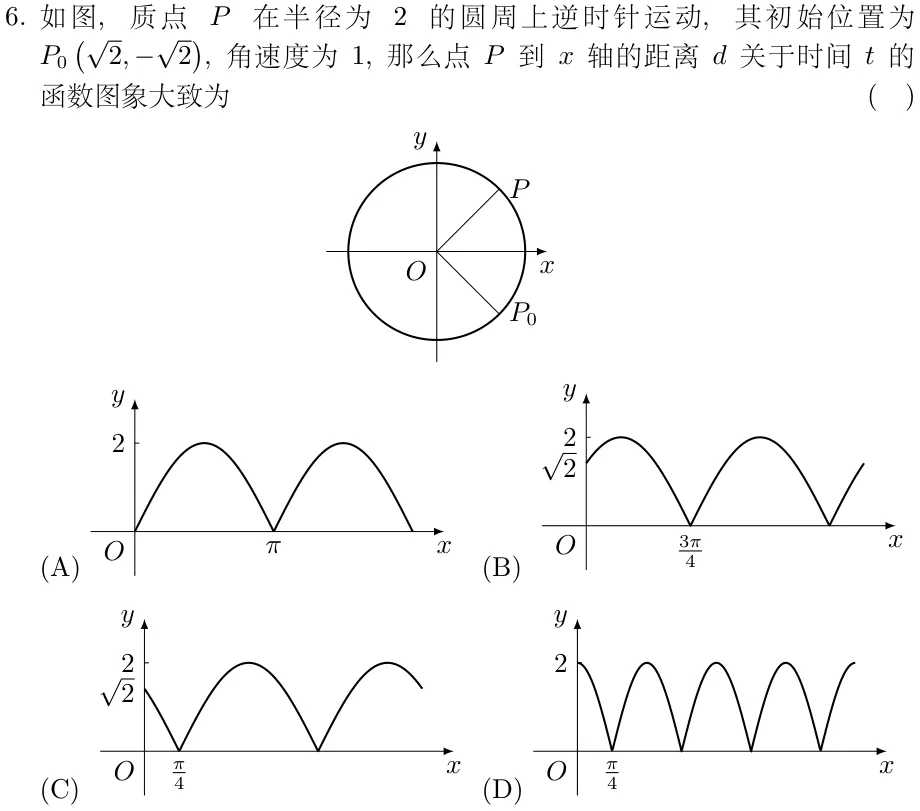 6. 如图, 质点 P 在半径为 2 的圆周上逆时针运动, 其初始位置为
P₀(√2,−√2), 角速度为 1, 那么点 P 到 x 轴的距离 d 关于时间 t 的
函数图象大致为 ( )
y
P
O
x
P₀
y
2
O
π
x
(A)
y
2
√2
O
3π/4
x
(B)
y
2
√2
O
π/4
x
(C)
y
2
O
π/4
x
(D)